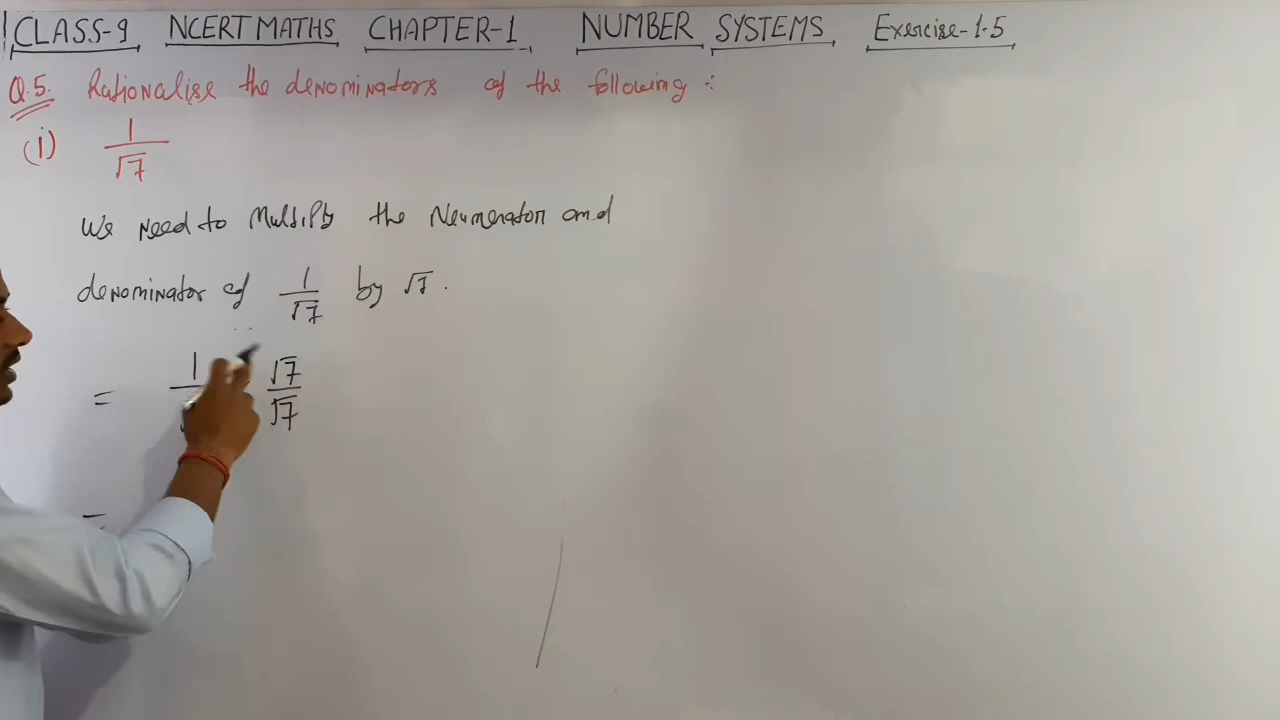 CLASS-9 NCERT MATHS CHAPTER-1 NUMBER SYSTEMS Exercise-1.5
Q.5. Rationalise the denominators of the following :
(i) 1/√7
We need to Multiply the Neumerator and
denominator of 1/√7 by √7.
= 1 √7/√7
=